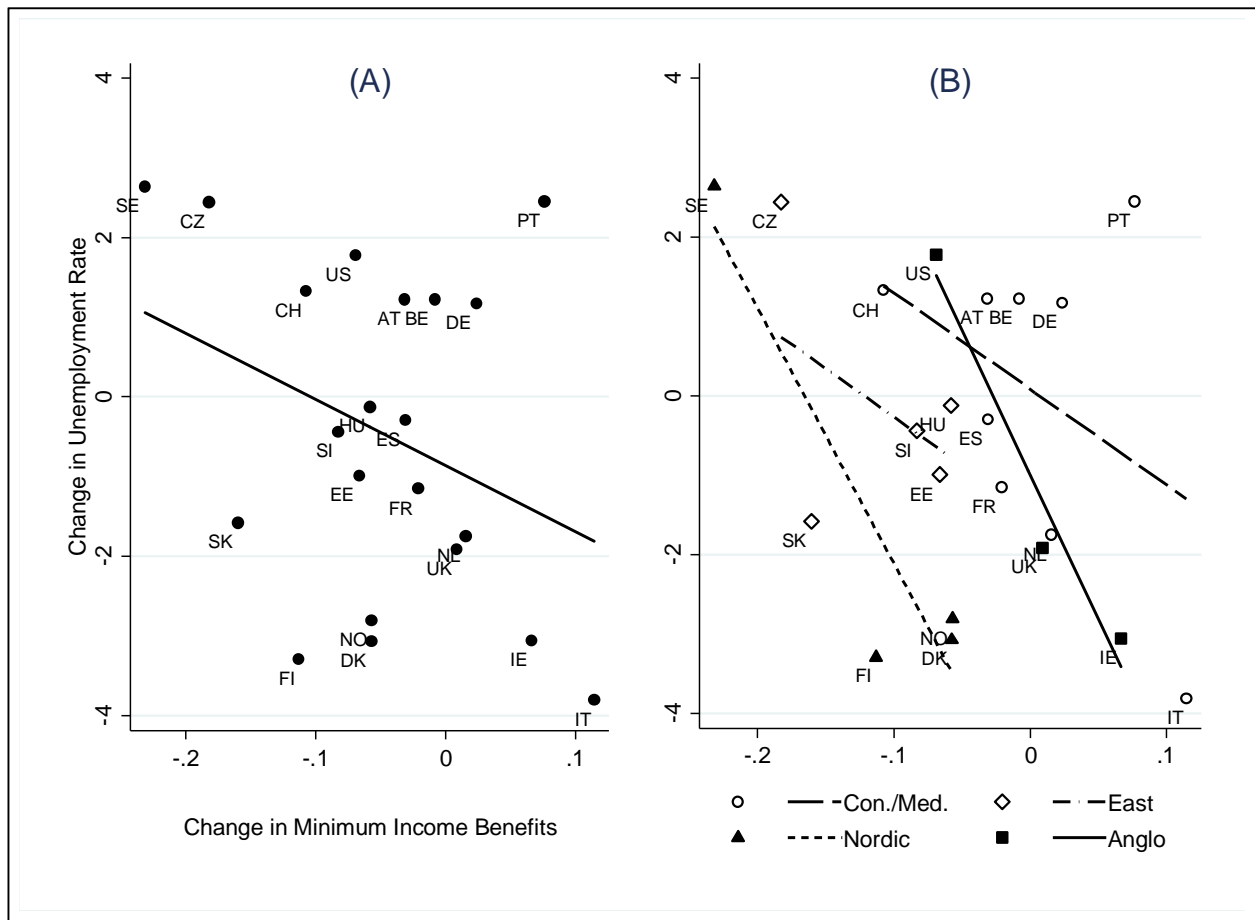 (A)
(B)
Change in Unemployment Rate
4
2
0
-2
-4
SE
CZ
PT
US
CH
AT
BE
DE
HU
ES
SI
EE
FR
SK
NL
UK
NO
DK
FI
IE
IT
-.2
-.1
0
.1
Change in Minimum Income Benefits
4
2
0
-2
-4
SE
CZ
PT
US
CH
AT
BE
DE
HU
ES
SI
EE
FR
SK
NL
UK
NO
DK
FI
IE
IT
-.2
-.1
0
.1
Con./Med.
East
Nordic
Anglo